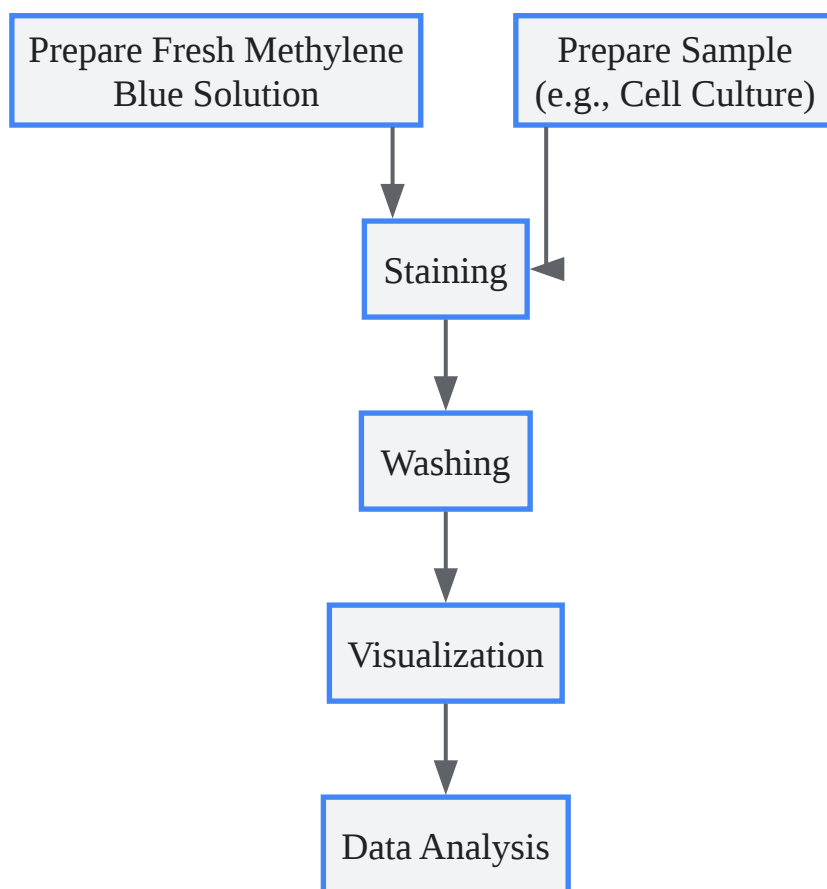 Prepare Fresh Methylene
Blue Solution
Prepare Sample
(e.g., Cell Culture)
Staining
Washing
Visualization
Data Analysis